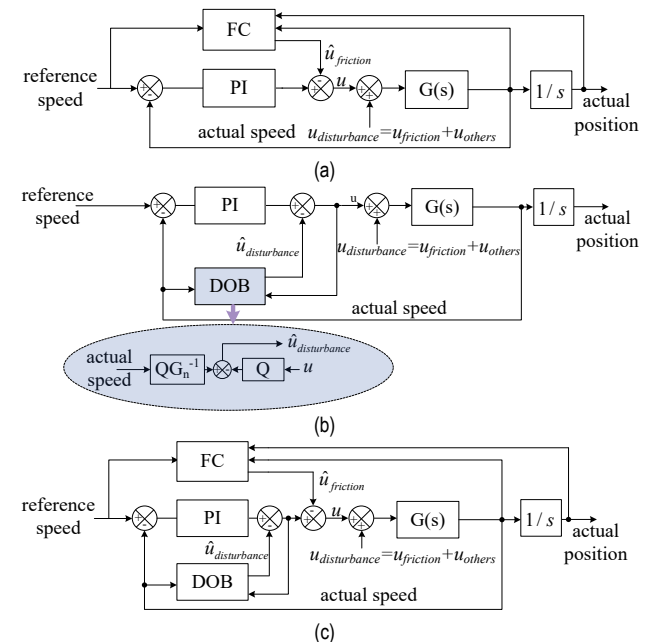 FC
û_friction
reference speed
PI
u
G(s)
1/s
actual speed
u_disturbance=u_friction+u_others
actual position
(a)
reference speed
PI
u
G(s)
1/s
actual position
û_disturbance
u_disturbance=u_friction+u_others
DOB
actual speed
û_disturbance
actual speed
QG_n^-1
Q
u
(b)
FC
û_friction
reference speed
PI
u
G(s)
1/s
actual position
û_disturbance
u_disturbance=u_friction+u_others
DOB
actual speed
(c)